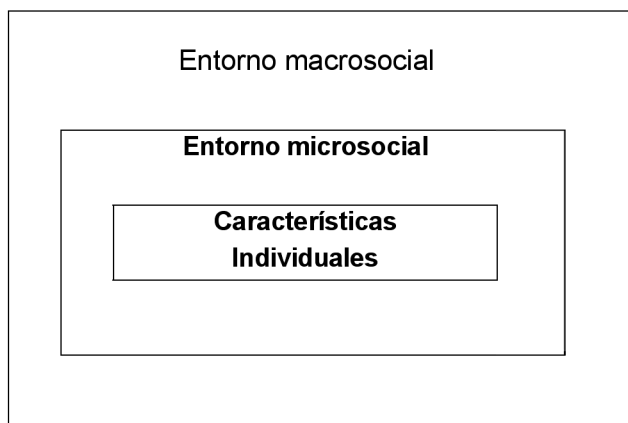 Entorno macrosocial
Entorno microsocial
Características
Individuales